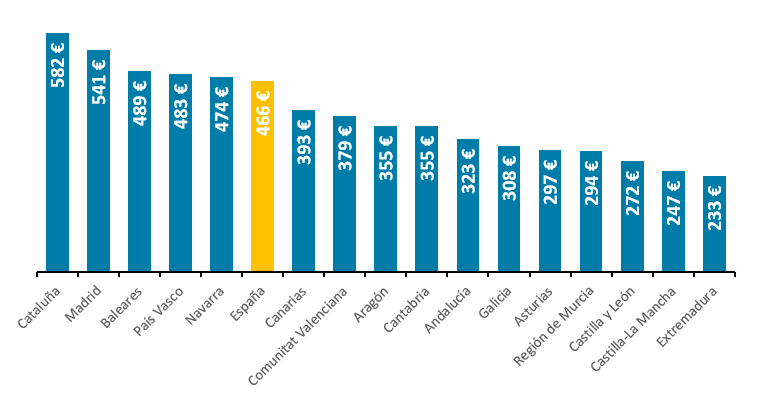 582 €
541 €
489 €
483 €
474 €
466 €
393 €
379 €
355 €
355 €
323 €
308 €
297 €
294 €
272 €
247 €
233 €
Cataluña
Madrid
Baleares
País Vasco
Navarra
España
Canarias
Comunitat Valenciana
Aragón
Cantabria
Andalucía
Galicia
Asturias
Región de Murcia
Castilla y León
Castilla-La Mancha
Extremadura